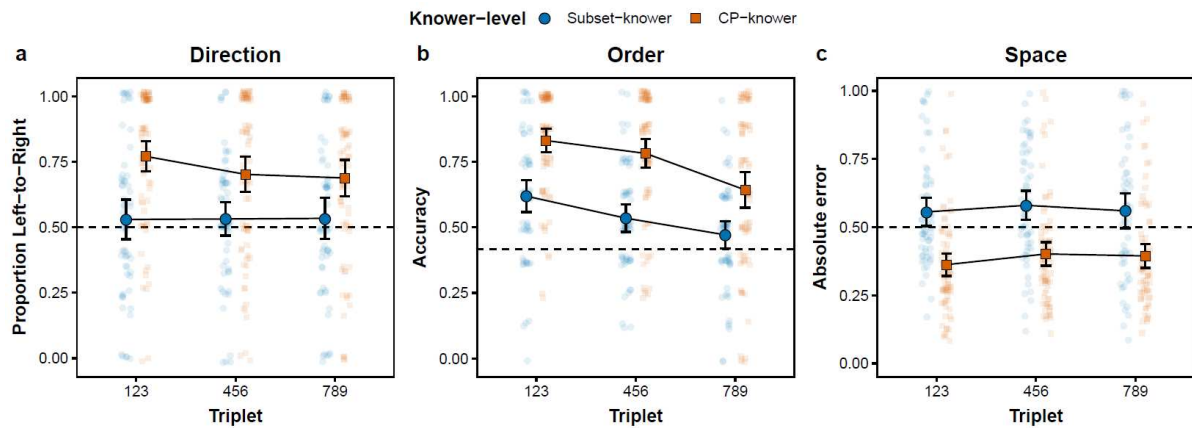 Knower−level Subset−knower CP−knower
a Direction
Proportion Left−to−Right
1.00
0.75
0.50
0.25
0.00
123 456 789
Triplet
b Order
Accuracy
1.00
0.75
0.50
0.25
0.00
123 456 789
Triplet
c Space
Absolute error
1.00
0.75
0.50
0.25
0.00
123 456 789
Triplet